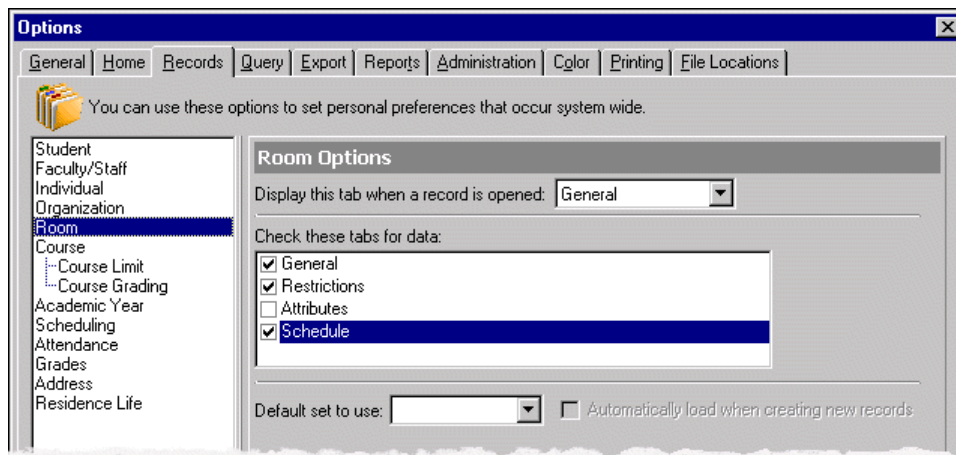 Options
General Home Records Query Export Reports Administration Color Printing File Locations
You can use these options to set personal preferences that occur system wide.
Student
Faculty/Staff
Individual
Organization
Room
Course
Course Limit
Course Grading
Academic Year
Scheduling
Attendance
Grades
Address
Residence Life
Room Options
Display this tab when a record is opened: General
Check these tabs for data:
General
Restrictions
Attributes
Schedule
Default set to use:
Automatically load when creating new records